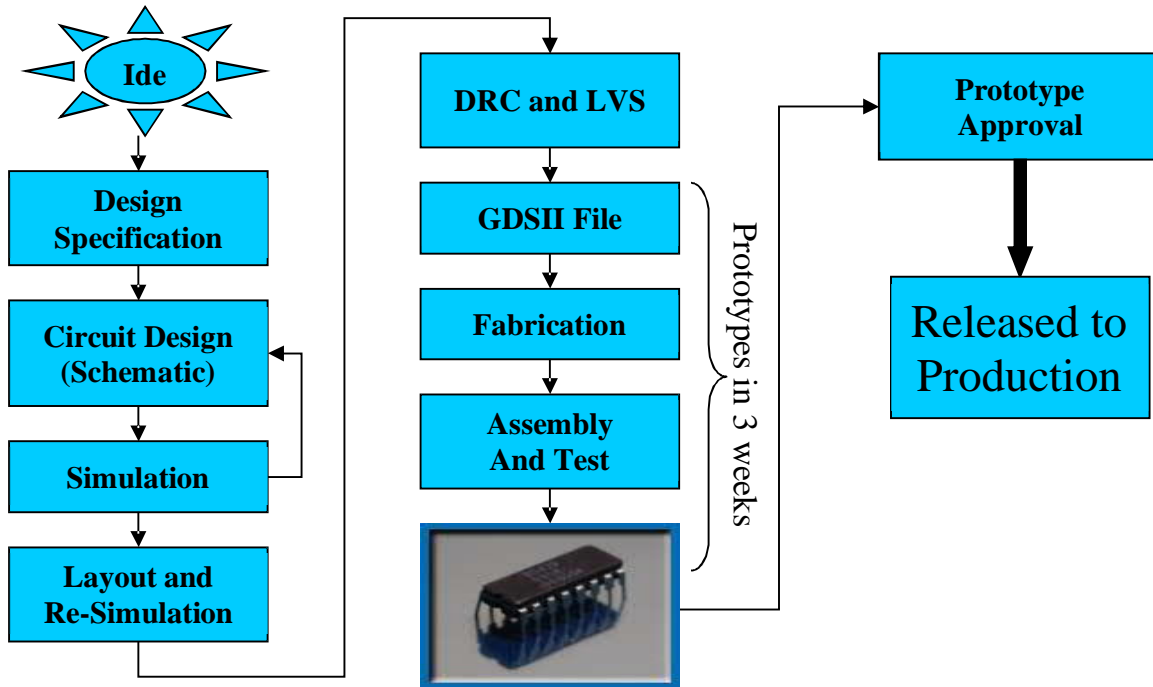 Ide
Design
Specification
Circuit Design
(Schematic)
Simulation
Layout and
Re-Simulation
DRC and LVS
GDSII File
Fabrication
Assembly
And Test
Prototypes in 3 weeks
Prototype
Approval
Released to
Production